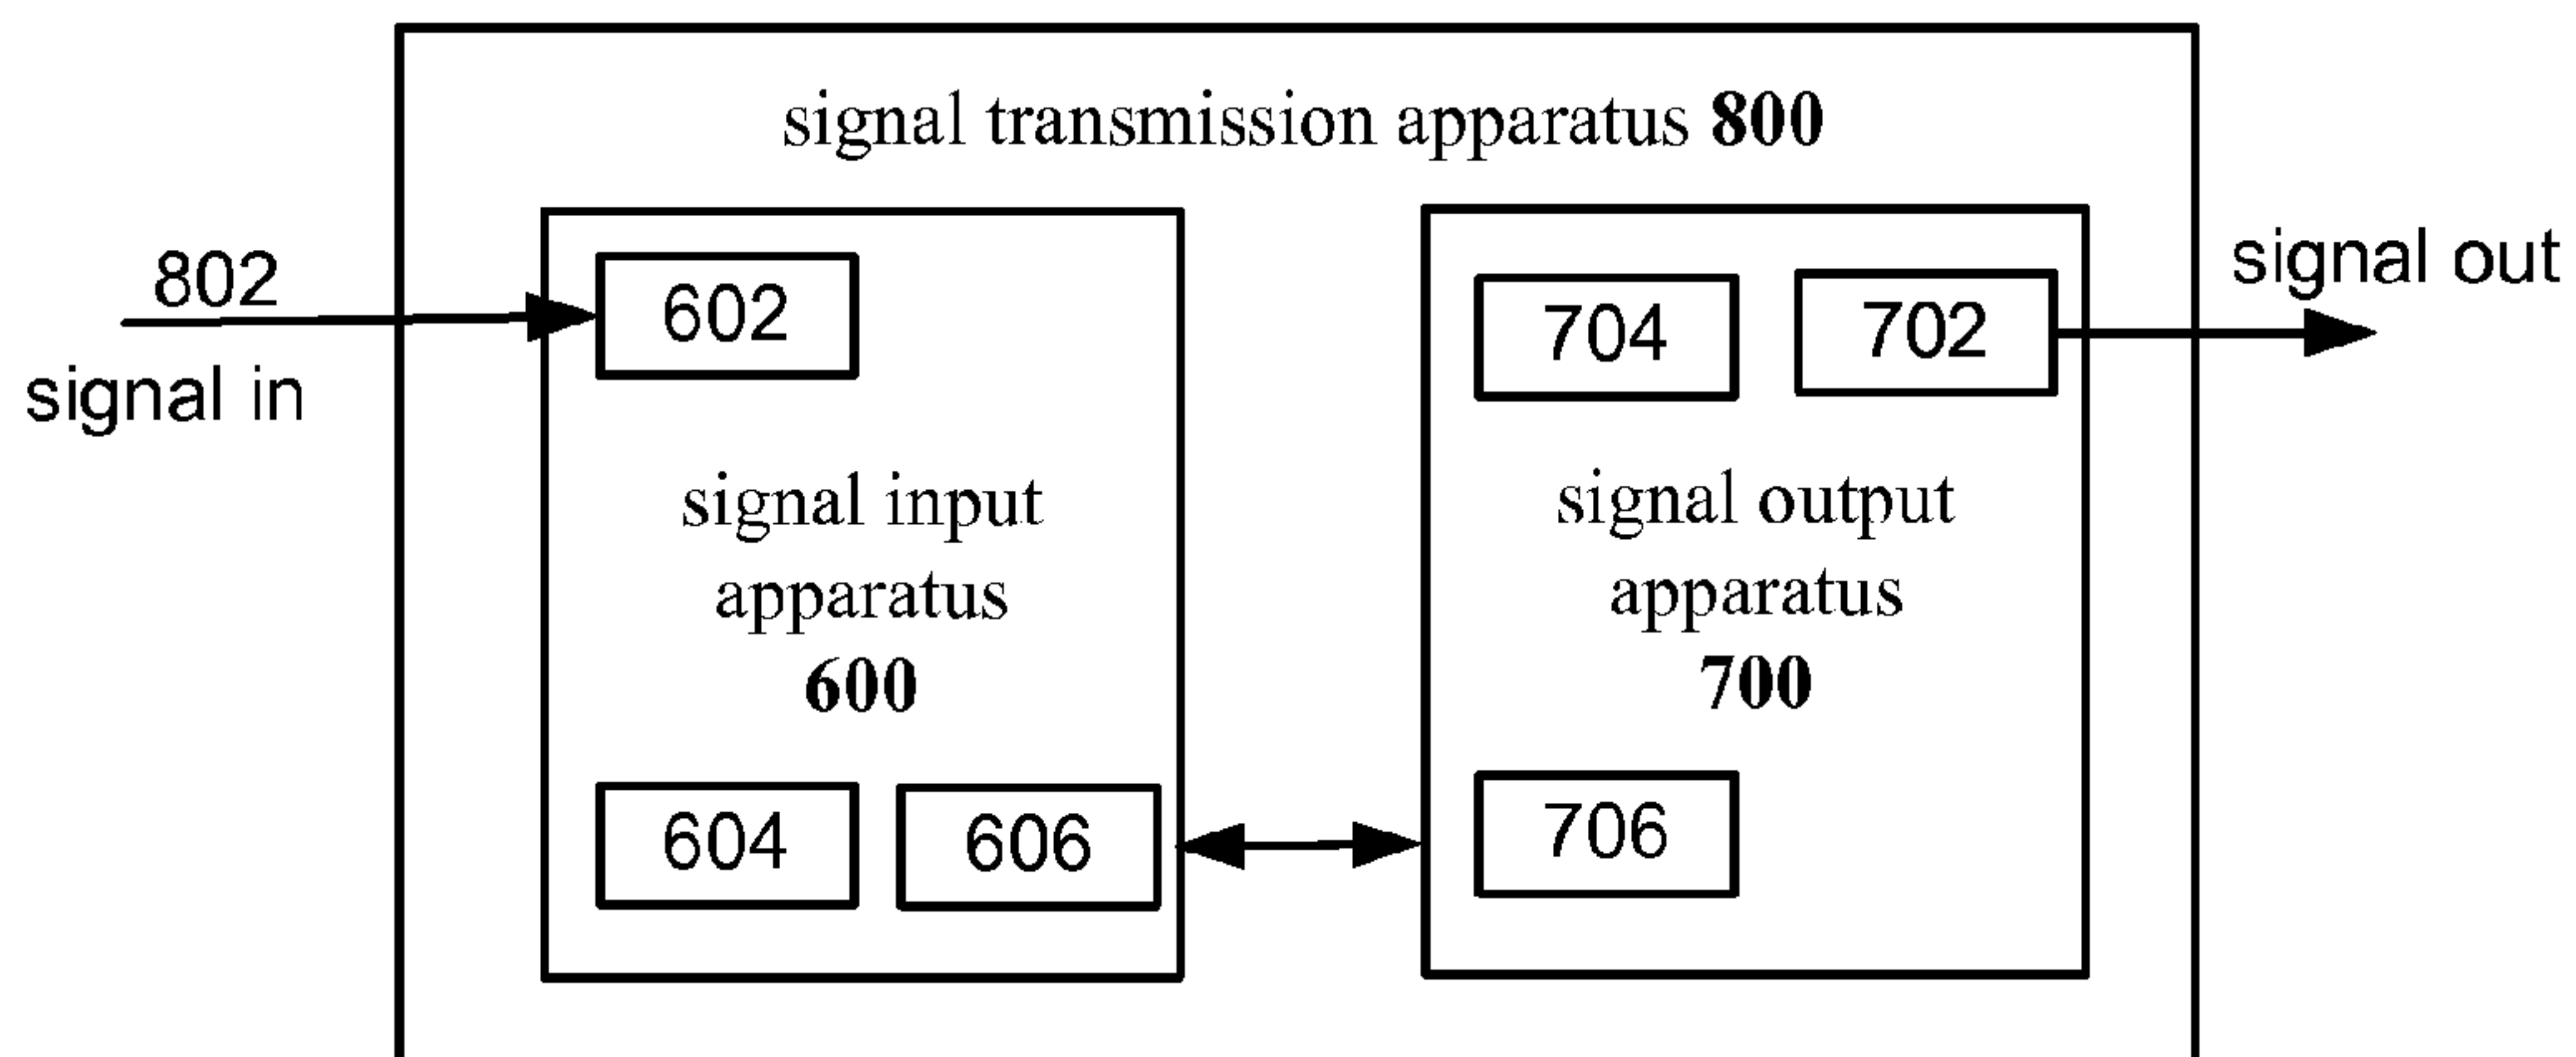 signal transmission apparatus 800
802
signal in
602
signal input
apparatus
600
604
606
704
702
signal output
apparatus
700
706
signal out